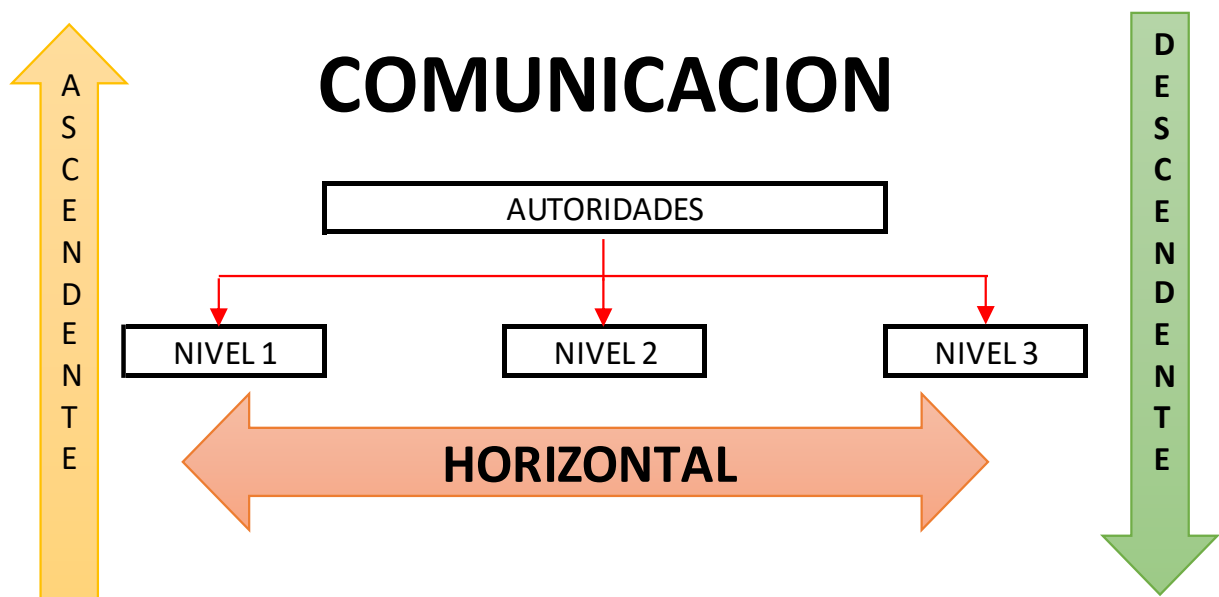 COMUNICACION
ASCENDENTE
DESCENDENTE
AUTORIDADES
NIVEL 1
NIVEL 2
NIVEL 3
HORIZONTAL